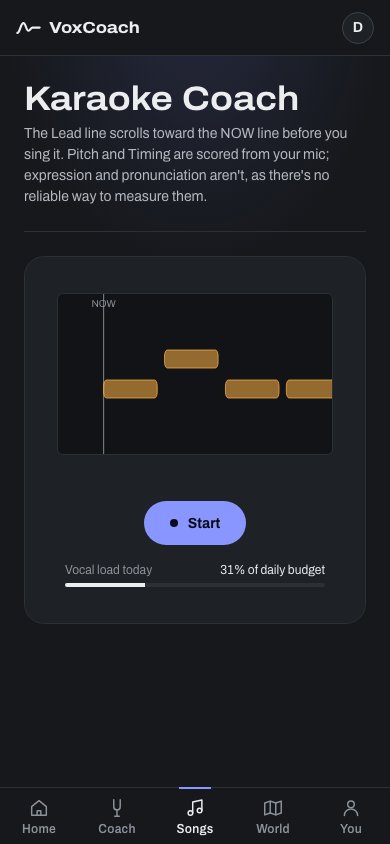 VoxCoach
D
Karaoke Coach
The Lead line scrolls toward the NOW line before you
sing it. Pitch and Timing are scored from your mic;
expression and pronunciation aren't, as there's no
reliable way to measure them.
NOW
Start
Vocal load today 31% of daily budget
Home Coach Songs World You